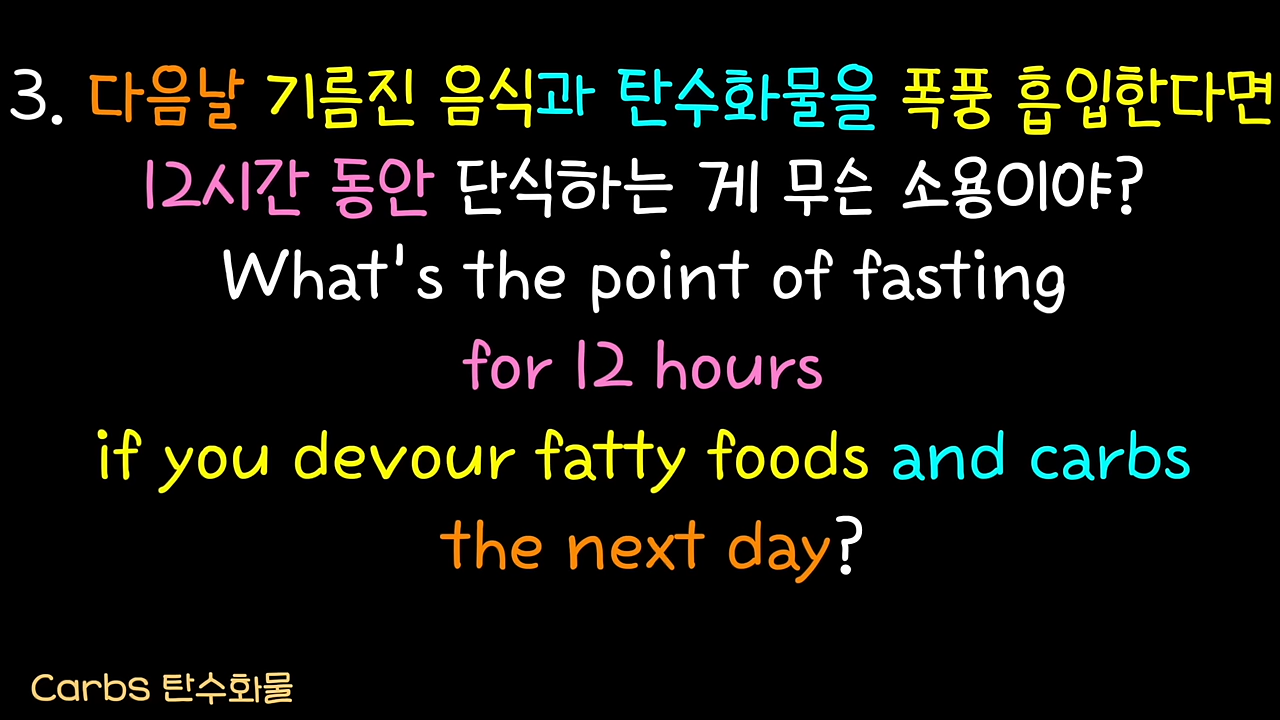 3. 다음날 기름진 음식과 탄수화물을 폭풍 흡입한다면
12시간 동안 단식하는 게 무슨 소용이야?
What's the point of fasting
for 12 hours
if you devour fatty foods and carbs
the next day?
Carbs 탄수화물